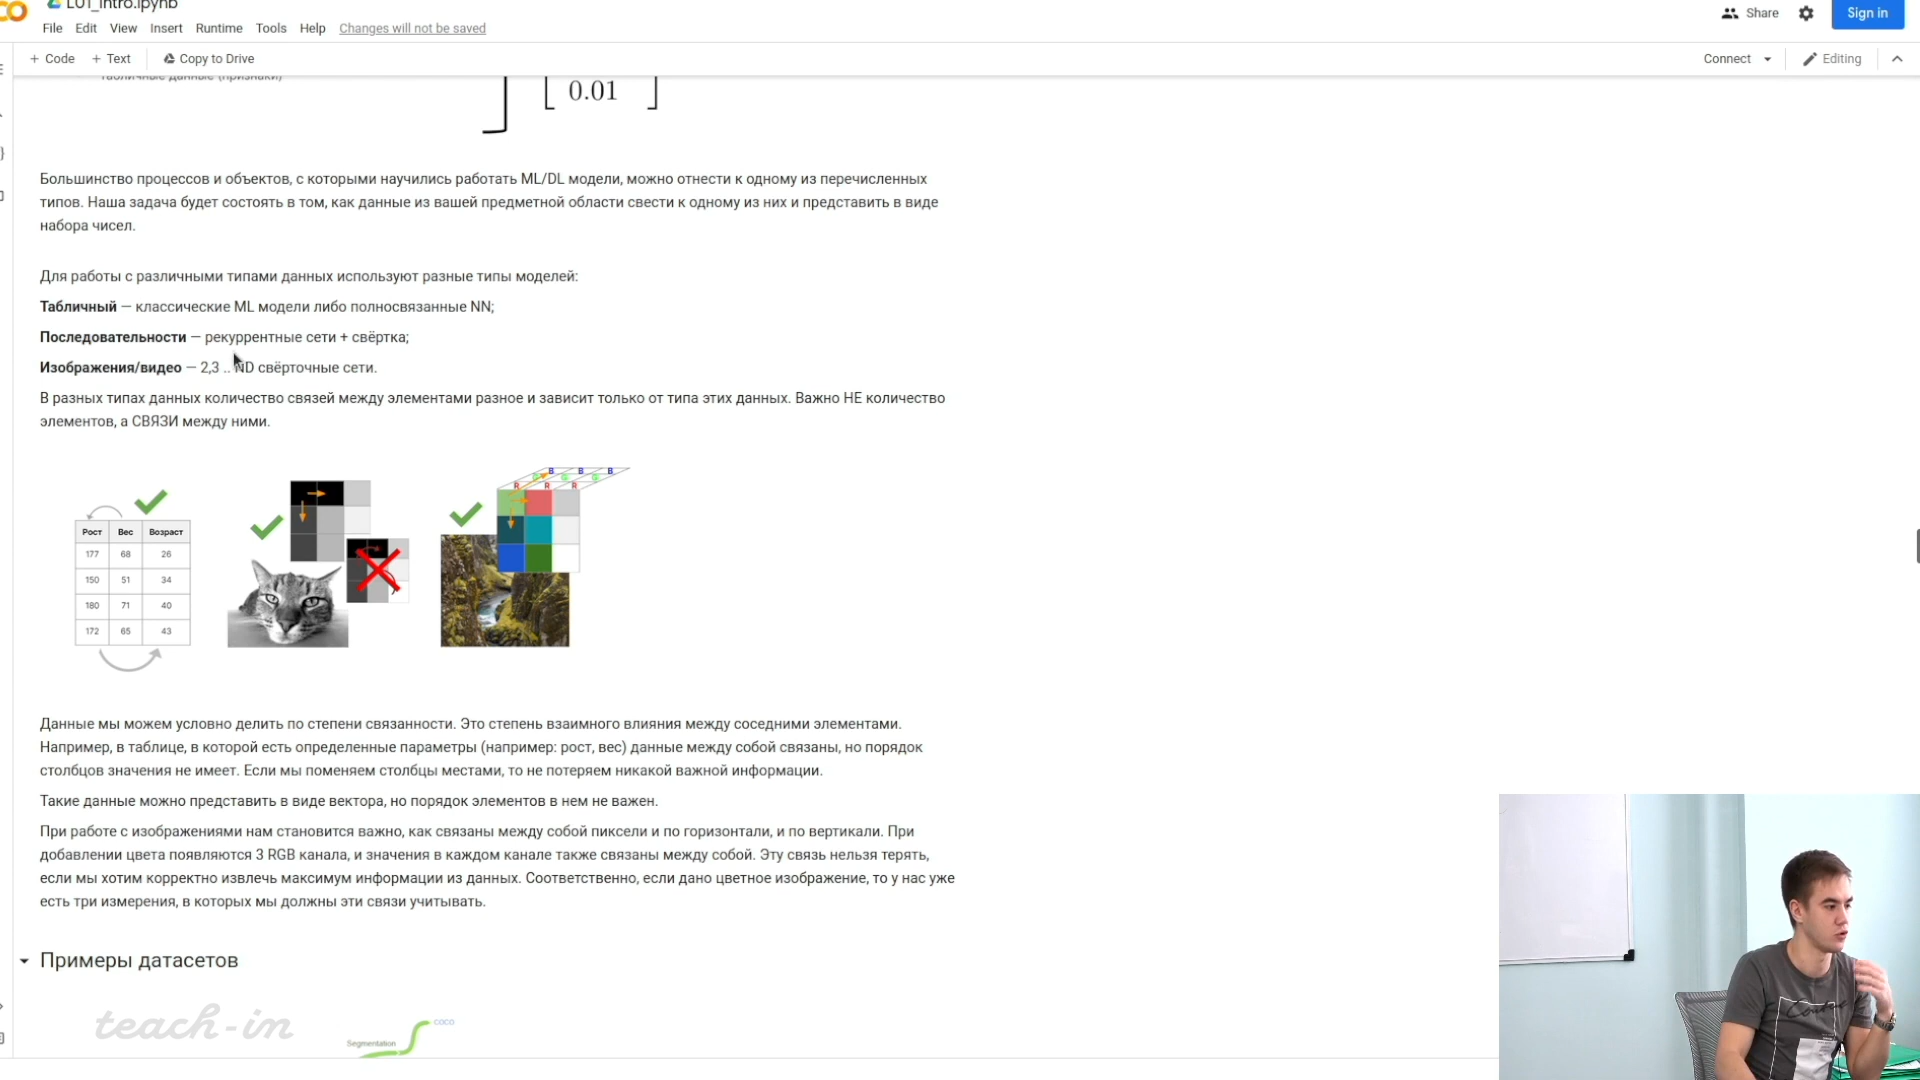 L01_Intro.ipynb
File Edit View Insert Runtime Tools Help Changes will not be saved
Share
Sign in
+ Code + Text Copy to Drive
Connect
Editing
Табличные данные (признаки)
0.01
Большинство процессов и объектов, с которыми научились работать ML/DL модели, можно отнести к одному из перечисленных
типов. Наша задача будет состоять в том, как данные из вашей предметной области свести к одному из них и представить в виде
набора чисел.
Для работы с различными типами данных используют разные типы моделей:
Табличный — классические ML модели либо полносвязанные NN;
Последовательности — рекуррентные сети + свёртка;
Изображения/видео — 2,3 .. ND свёрточные сети.
В разных типах данных количество связей между элементами разное и зависит только от типа этих данных. Важно НЕ количество
элементов, а СВЯЗИ между ними.
B B B
G G G
R R R
Рост Вес Возраст
177 68 26
150 51 34
180 71 40
172 65 43
Данные мы можем условно делить по степени связанности. Это степень взаимного влияния между соседними элементами.
Например, в таблице, в которой есть определенные параметры (например: рост, вес) данные между собой связаны, но порядок
столбцов значения не имеет. Если мы поменяем столбцы местами, то не потеряем никакой важной информации.
Такие данные можно представить в виде вектора, но порядок элементов в нем не важен.
При работе с изображениями нам становится важно, как связаны между собой пиксели и по горизонтали, и по вертикали. При
добавлении цвета появляются 3 RGB канала, и значения в каждом канале также связаны между собой. Эту связь нельзя терять,
если мы хотим корректно извлечь максимум информации из данных. Соответственно, если дано цветное изображение, то у нас уже
есть три измерения, в которых мы должны эти связи учитывать.
Примеры датасетов
teach-in
COCO
Segmentation